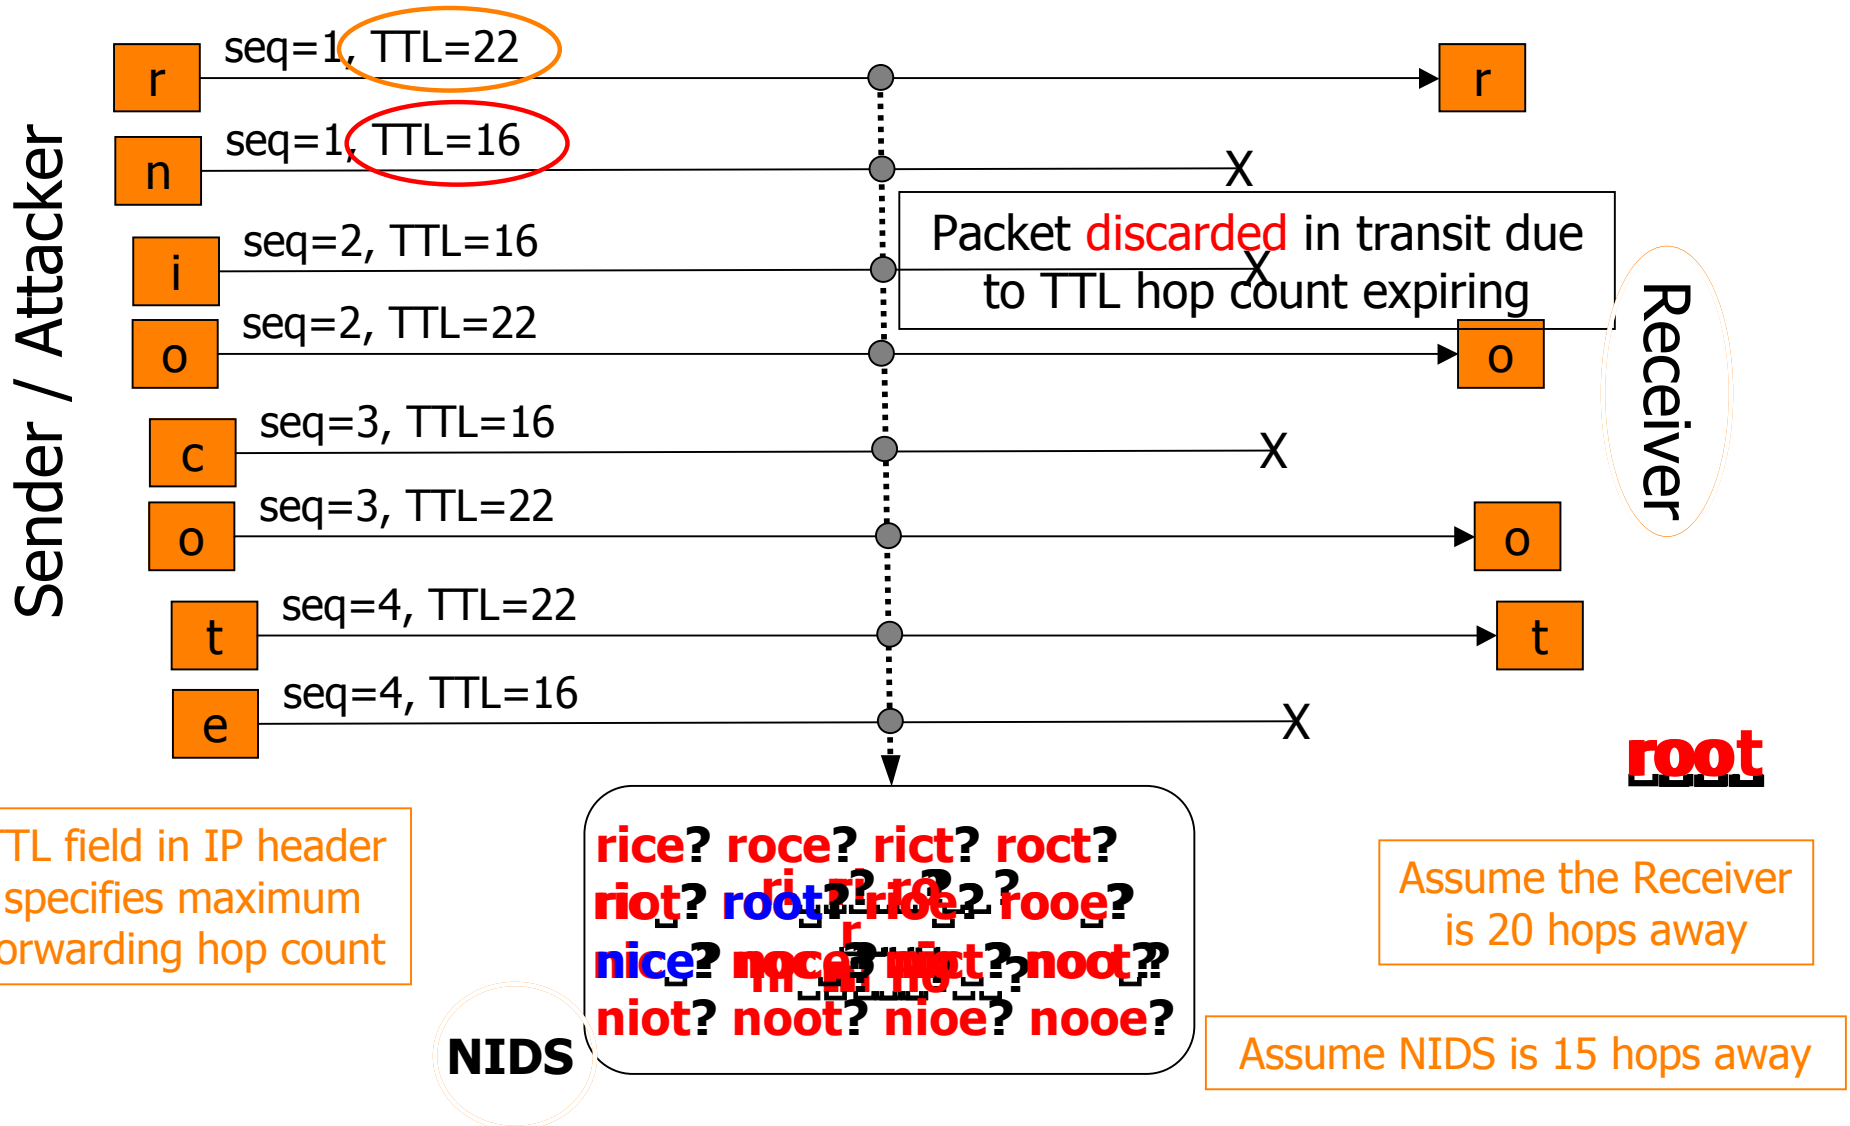 Sender / Attacker
r
seq=1, TTL=22
r
n
seq=1, TTL=16
X
i
seq=2, TTL=16
X
Packet discarded in transit due
to TTL hop count expiring
Receiver
o
seq=2, TTL=22
o
c
seq=3, TTL=16
X
o
seq=3, TTL=22
o
t
seq=4, TTL=22
t
e
seq=4, TTL=16
X
root
TL field in IP header
specifies maximum
orwarding hop count
rice? roce? rict? roct?
riot? root? rioe? rooe?
nice? noce? nict? noct?
niot? noot? nioe? nooe?
NIDS
Assume the Receiver
is 20 hops away
Assume NIDS is 15 hops away